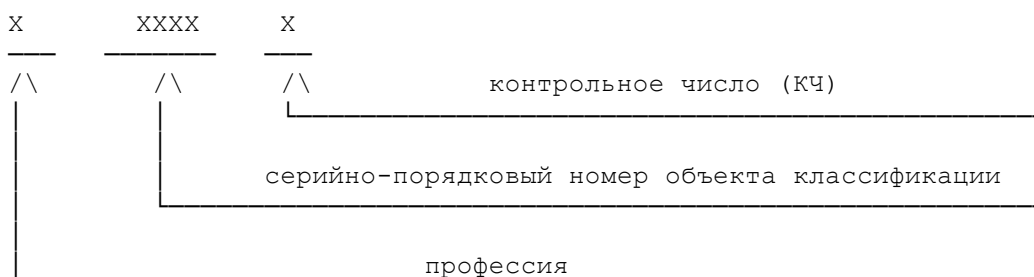 X XXXX X
/\ /\ /\ контрольное число (КЧ)
серийно-порядковый номер объекта классификации
профессия